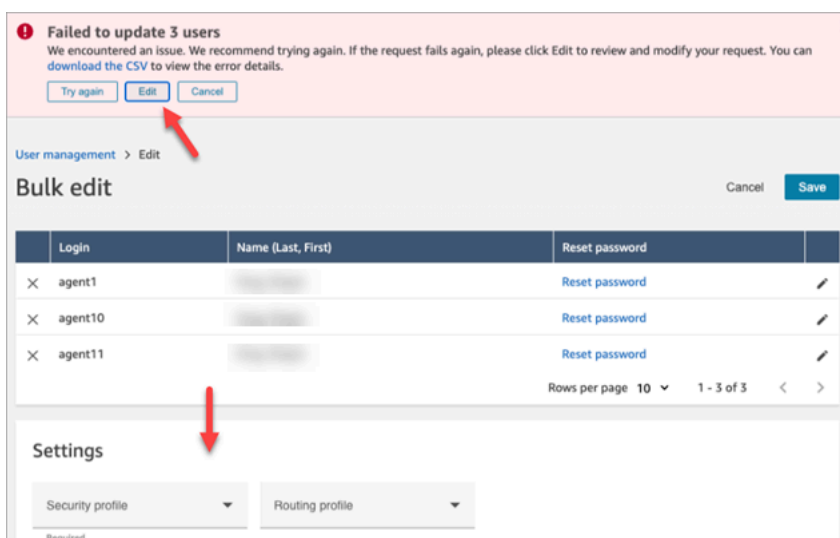 Failed to update 3 users
We encountered an issue. We recommend trying again. If the request fails again, please click Edit to review and modify your request. You can
download the CSV to view the error details.
Try again Edit Cancel
User management > Edit
Bulk edit Cancel Save
Login Name (Last, First) Reset password
agent1 Reset password
agent10 Reset password
agent11 Reset password
Rows per page 10 1 - 3 of 3 < >
Settings
Security profile Routing profile
Required